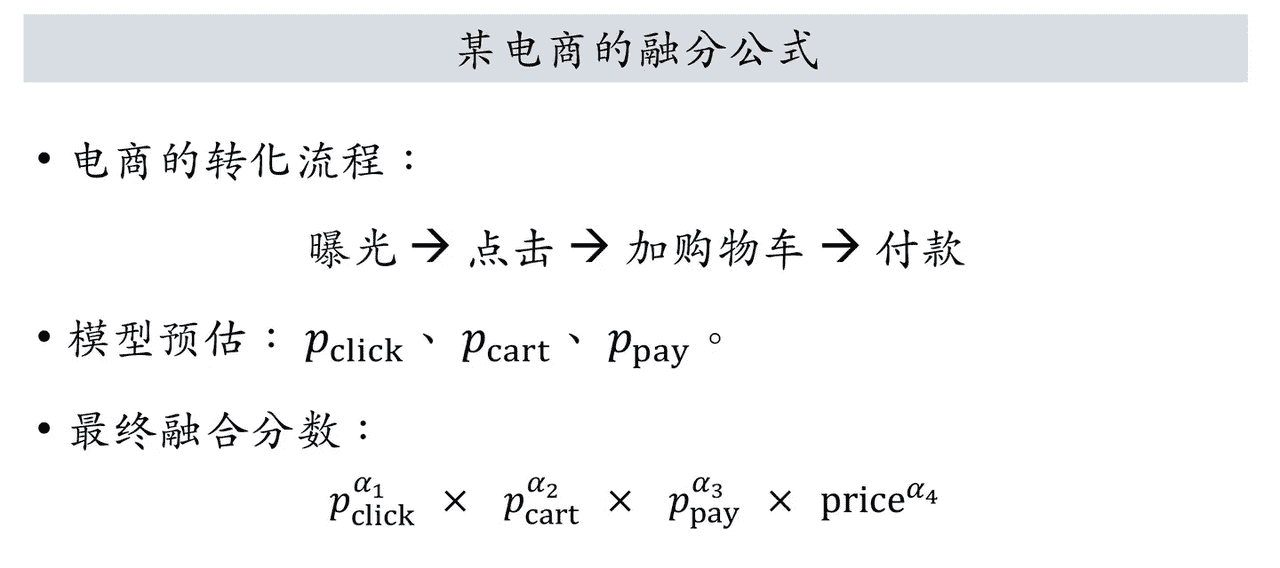 某电商的融分公式
• 电商的转化流程：
曝光 → 点击 → 加购物车 → 付款
• 模型预估： p_click 、 p_cart 、 p_pay 。
• 最终融合分数：
p_click^α₁ × p_cart^α₂ × p_pay^α₃ × price^α₄